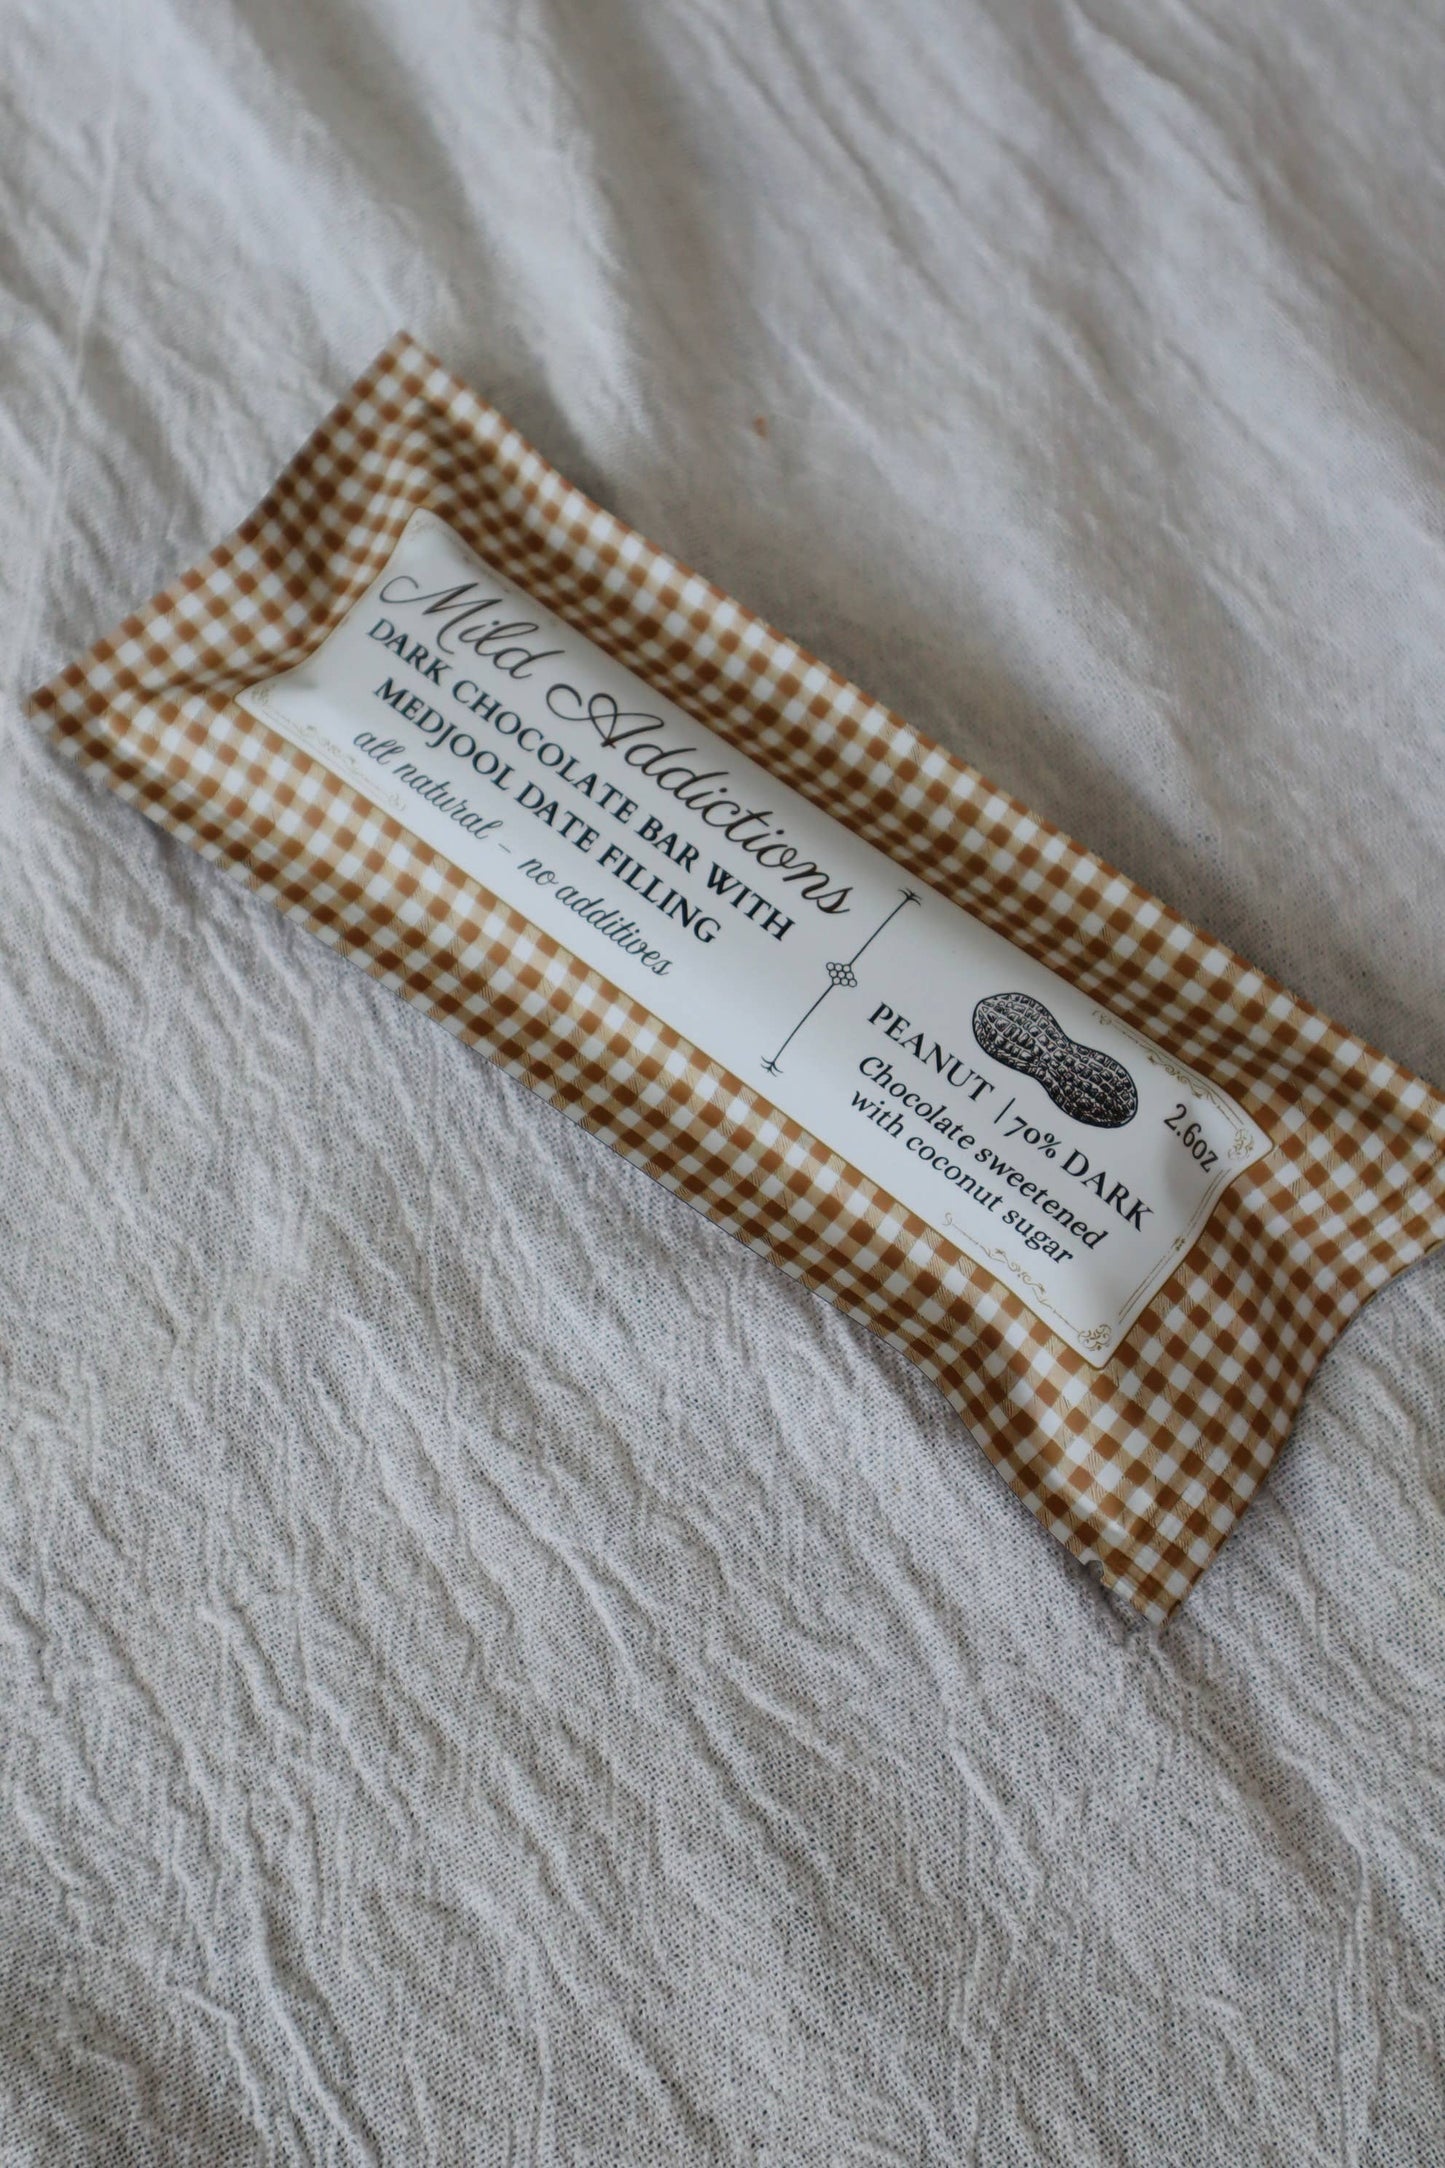 Mild Addictions
DARK CHOCOLATE BAR WITH
MEDJOOL DATE FILLING
all natural – no additives
PEANUT | 70% DARK
Chocolate sweetened
with coconut sugar
2.6oz